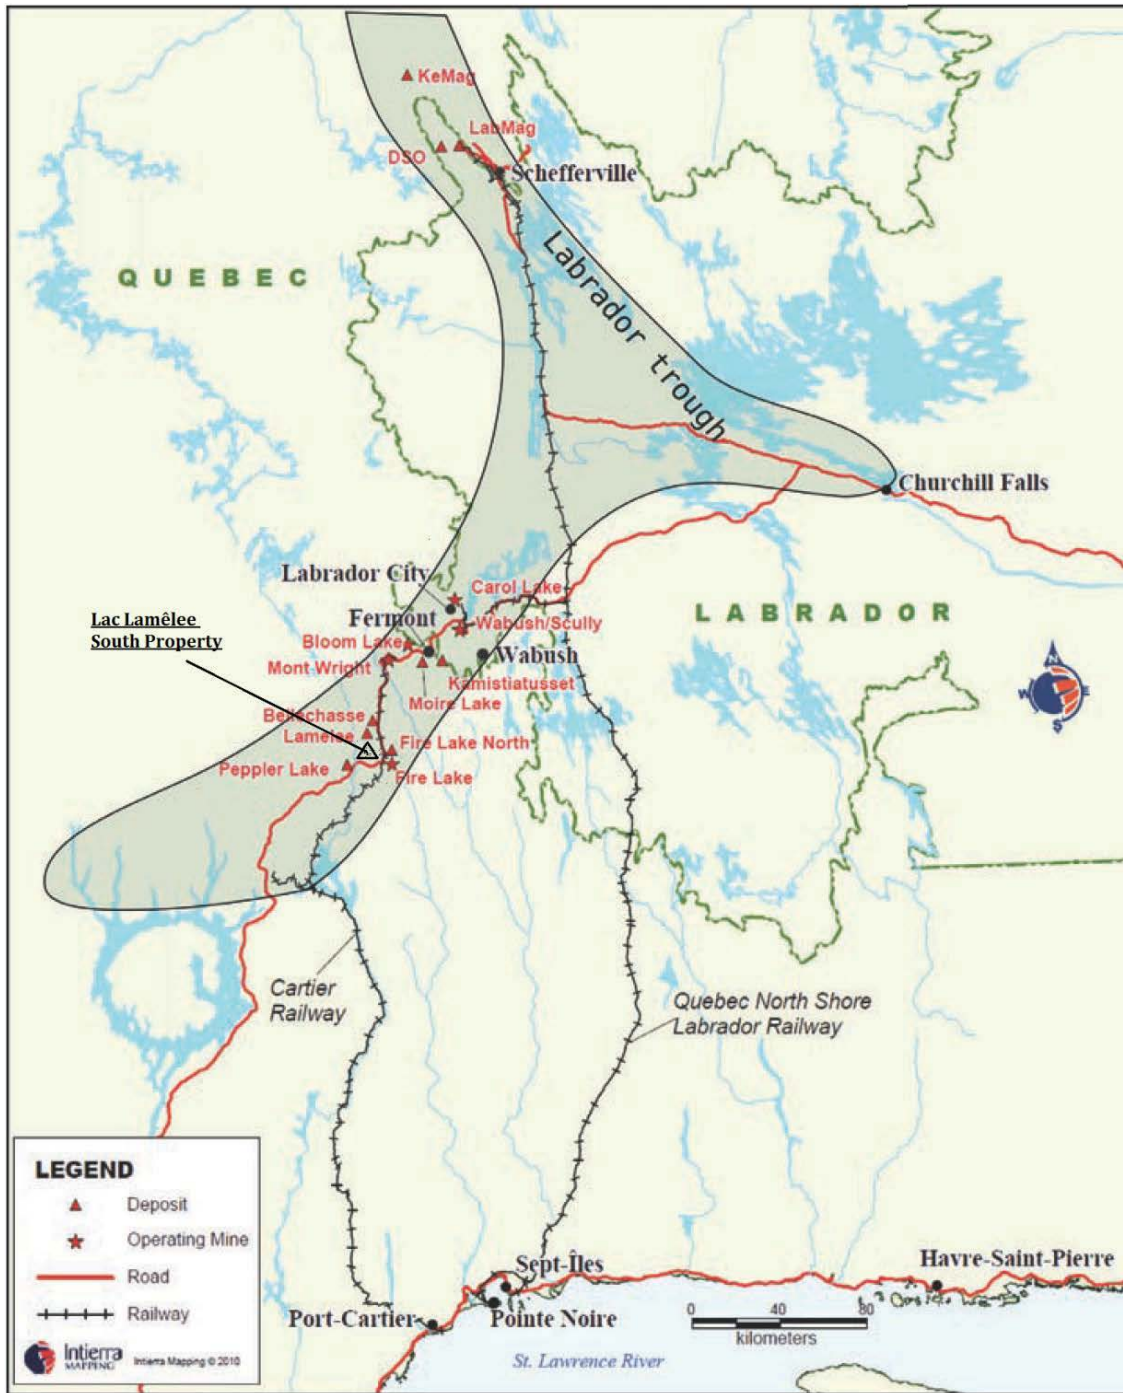 KeMag
LabMag
DSO
Schefferville
QUEBEC
Labrador trough
Churchill Falls
Labrador City
Carol Lake
Lac Lamêlee
South Property
Fermont
Wabush/Scully
LABRADOR
Bloom Lake
Wabush
Mont Wright
Kamistiatusset
Moire Lake
N
W
E
S
Bellechasse
Lamelee
Fire Lake North
Peppler Lake
Fire Lake
Cartier
Railway
Quebec North Shore
Labrador Railway
LEGEND
Deposit
Operating Mine
Road
Railway
Intierra
MAPPING
Intierra Mapping © 2010
Sept-Îles
Havre-Saint-Pierre
Port-Cartier
Pointe Noire
0 40 80
kilometers
St. Lawrence River